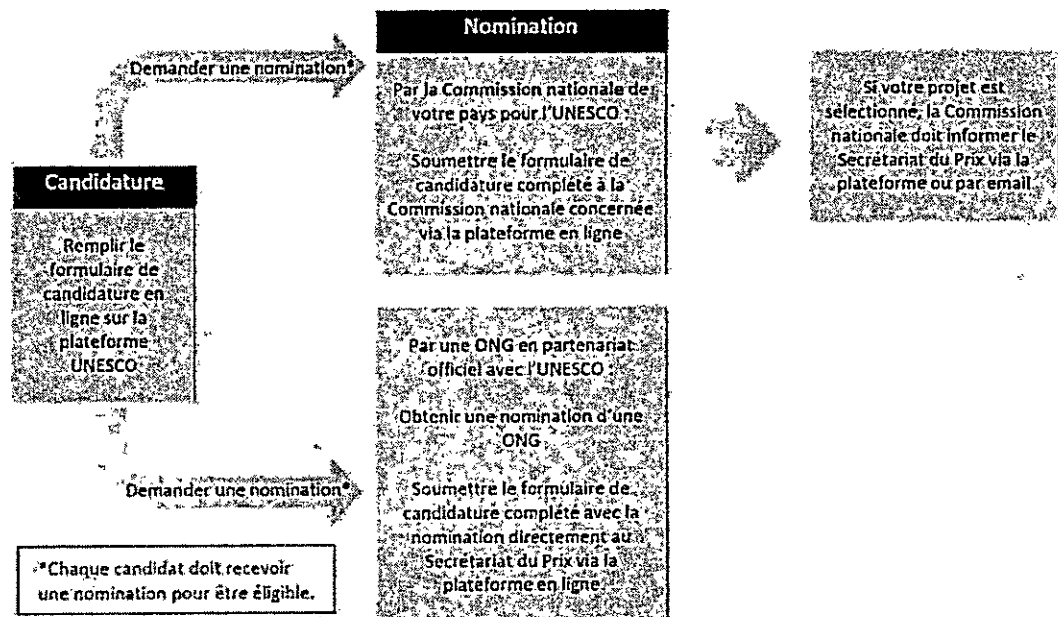 Candidature
Remplir le
formulaire de
candidature en
ligne sur la
plateforme
UNESCO
Demander une nomination*
Nomination
Par la Commission nationale de
votre pays pour l'UNESCO :
Soumettre le formulaire de
candidature complété à la
Commission nationale concernée
via la plateforme en ligne
Si votre projet est
sélectionné, la Commission
nationale doit informer le
Secrétariat du Prix via la
plateforme ou par email
Demander une nomination*
Par une ONG en partenariat
officiel avec l'UNESCO :
Obtenir une nomination d'une
ONG
Soumettre le formulaire de
candidature complété avec la
nomination directement au
Secrétariat du Prix via la
plateforme en ligne
*Chaque candidat doit recevoir
une nomination pour être éligible.